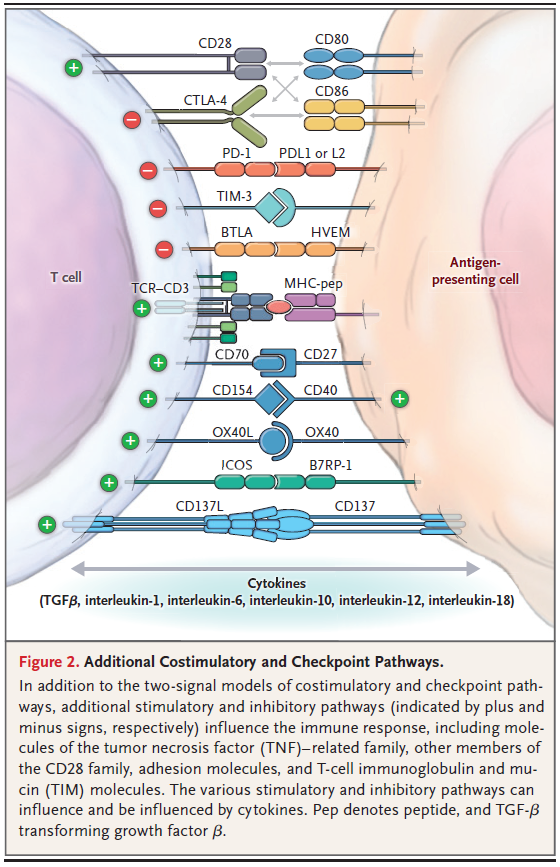 CD28
CD80
CTLA-4
CD86
PD-1
PDL1 or L2
TIM-3
BTLA
HVEM
T cell
Antigen-
presenting cell
TCR–CD3
MHC-pep
CD70
CD27
CD154
CD40
OX40L
OX40
ICOS
B7RP-1
CD137L
CD137
Cytokines
(TGFβ, interleukin-1, interleukin-6, interleukin-10, interleukin-12, interleukin-18)
Figure 2. Additional Costimulatory and Checkpoint Pathways.
In addition to the two-signal models of costimulatory and checkpoint path-
ways, additional stimulatory and inhibitory pathways (indicated by plus and
minus signs, respectively) influence the immune response, including mole-
cules of the tumor necrosis factor (TNF)–related family, other members of
the CD28 family, adhesion molecules, and T-cell immunoglobulin and mu-
cin (TIM) molecules. The various stimulatory and inhibitory pathways can
influence and be influenced by cytokines. Pep denotes peptide, and TGF-β
transforming growth factor β.